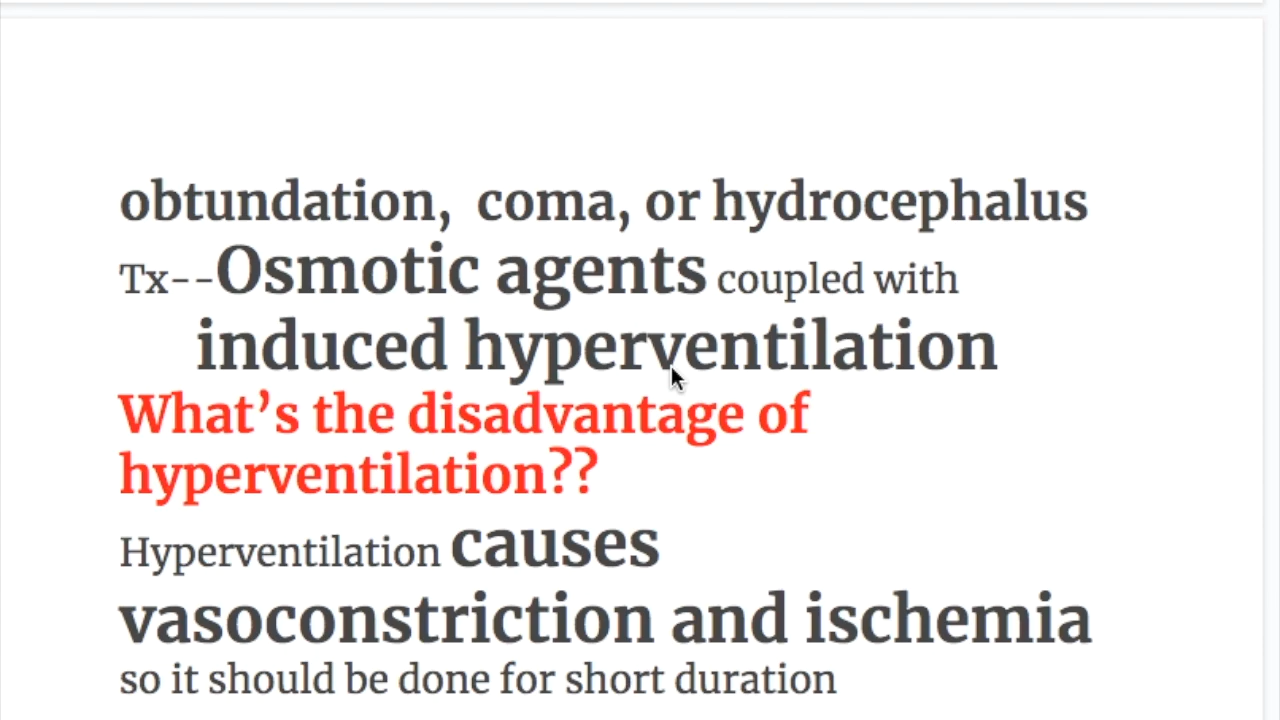 obtundation,  coma, or hydrocephalus
Tx--Osmotic agents coupled with
induced hyperventilation
What’s the disadvantage of
hyperventilation??
Hyperventilation causes
vasoconstriction and ischemia
so it should be done for short duration